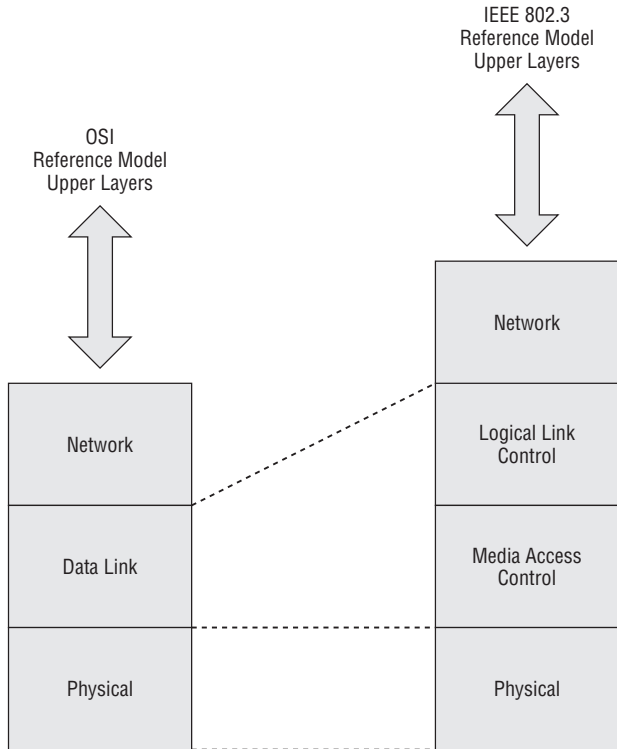 IEEE 802.3
Reference Model
Upper Layers
OSI
Reference Model
Upper Layers
Network
Network
Logical Link
Control
Data Link
Media Access
Control
Physical
Physical